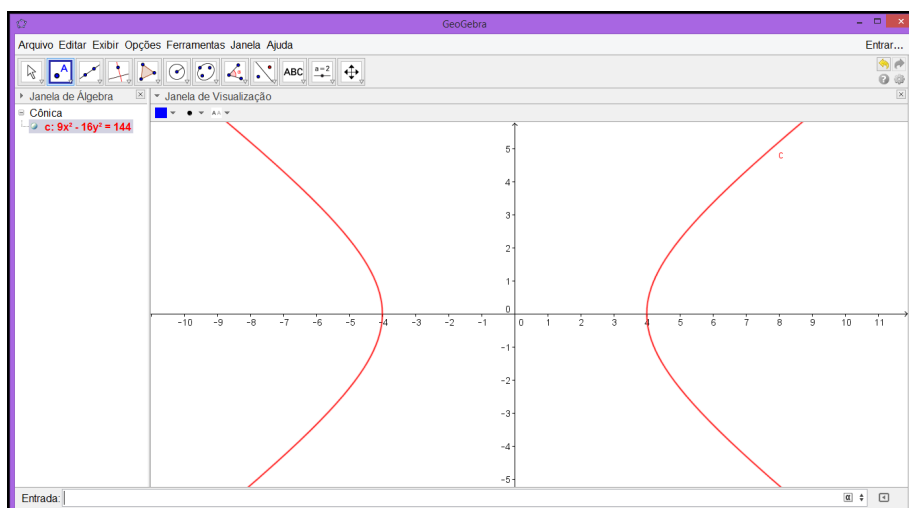 GeoGebra
Arquivo Editar Exibir Opções Ferramentas Janela Ajuda
Entrar...
A
ABC
a=2
Janela de Álgebra
Janela de Visualização
Cônica
c: 9x² - 16y² = 144
AA
5
c
4
3
2
1
0
-10 -9 -8 -7 -6 -5 -4 -3 -2 -1 0 1 2 3 4 5 6 7 8 9 10 11
-1
-2
-3
-4
-5
Entrada:
α